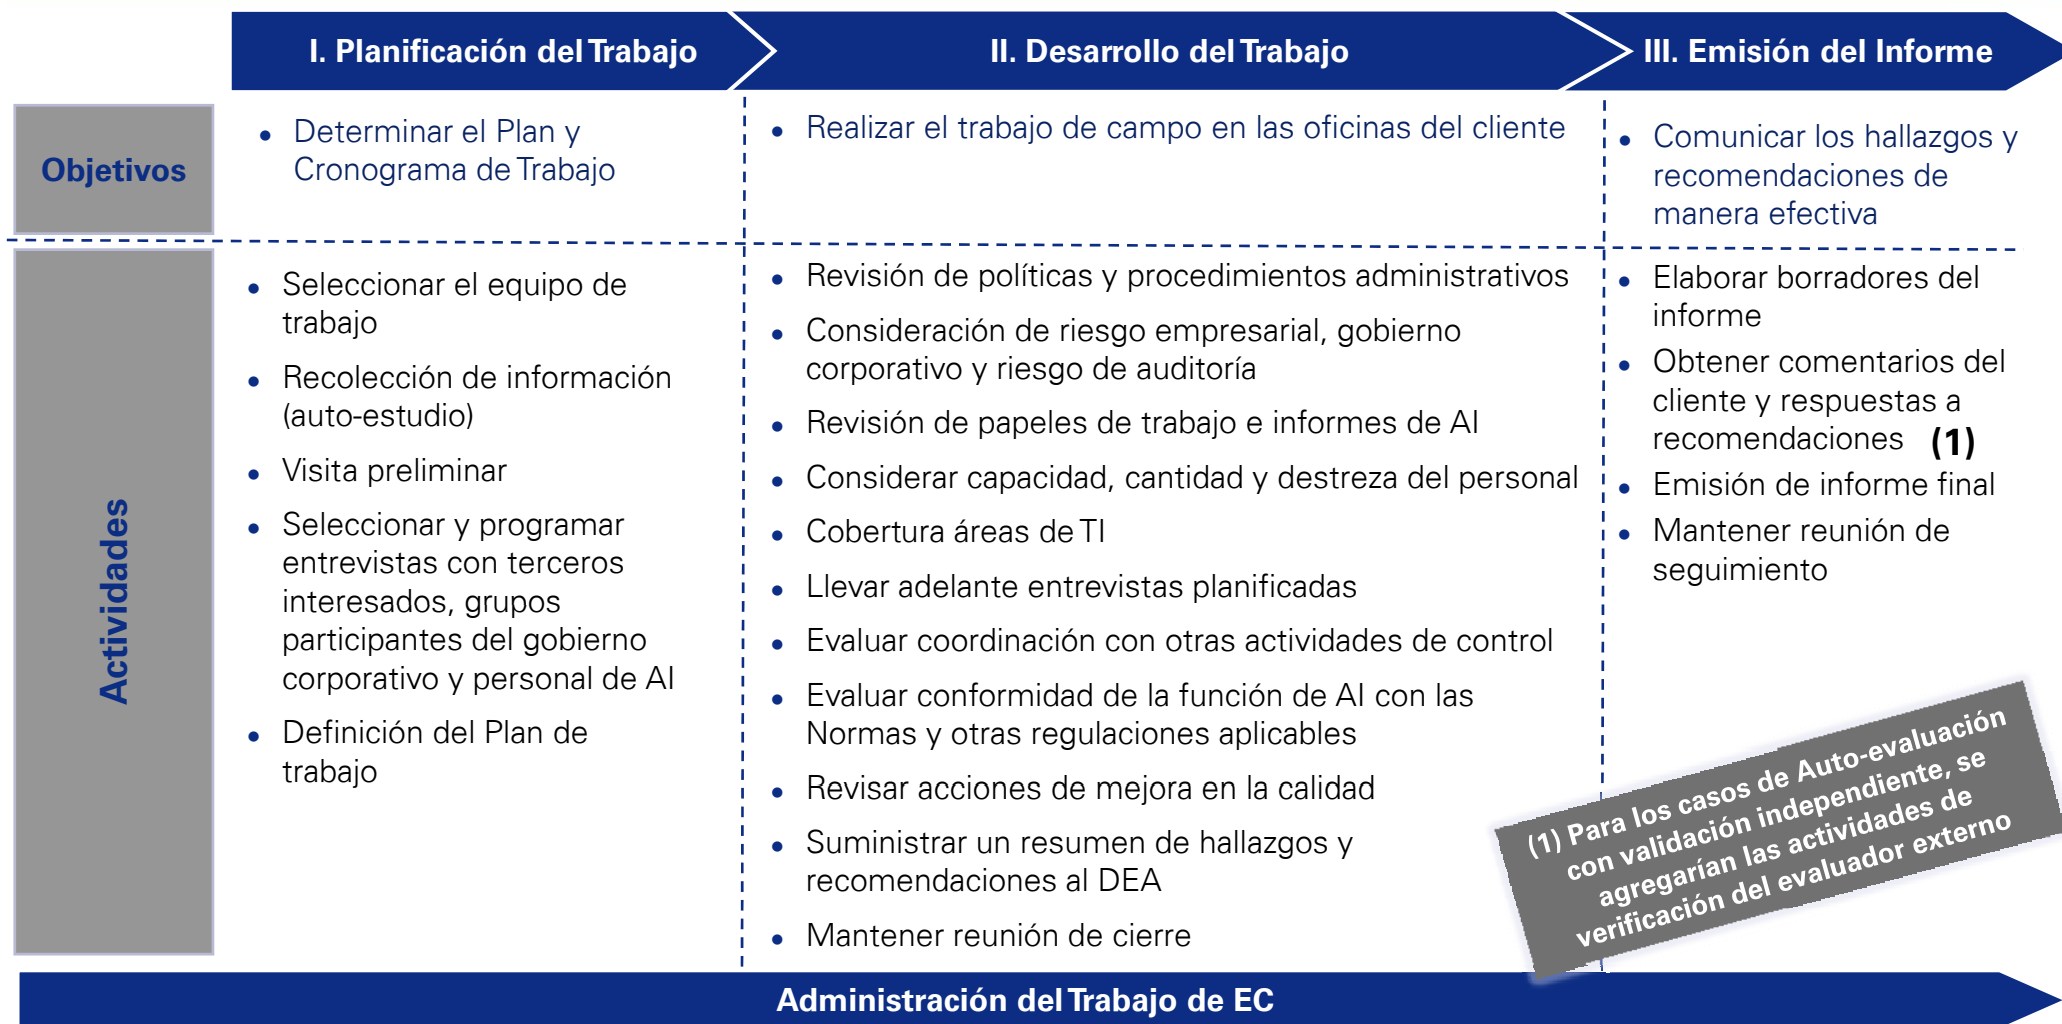 I. Planificación del Trabajo
II. Desarrollo del Trabajo
III. Emisión del Informe
Objetivos
• Determinar el Plan y
Cronograma de Trabajo
• Realizar el trabajo de campo en las oficinas del cliente
• Comunicar los hallazgos y
recomendaciones de
manera efectiva
Actividades
• Seleccionar el equipo de
trabajo
• Recolección de información
(auto-estudio)
• Visita preliminar
• Seleccionar y programar
entrevistas con terceros
interesados, grupos
participantes del gobierno
corporativo y personal de AI
• Definición del Plan de
trabajo
• Revisión de políticas y procedimientos administrativos
• Consideración de riesgo empresarial, gobierno
corporativo y riesgo de auditoría
• Revisión de papeles de trabajo e informes de AI
• Considerar capacidad, cantidad y destreza del personal
• Cobertura áreas de TI
• Llevar adelante entrevistas planificadas
• Evaluar coordinación con otras actividades de control
• Evaluar conformidad de la función de AI con las
Normas y otras regulaciones aplicables
• Revisar acciones de mejora en la calidad
• Suministrar un resumen de hallazgos y
recomendaciones al DEA
• Mantener reunión de cierre
• Elaborar borradores del
informe
• Obtener comentarios del
cliente y respuestas a
recomendaciones (1)
• Emisión de informe final
• Mantener reunión de
seguimiento
(1) Para los casos de Auto-evaluación
con validación independiente, se
agregarían las actividades de
verificación del evaluador externo
Administración del Trabajo de EC